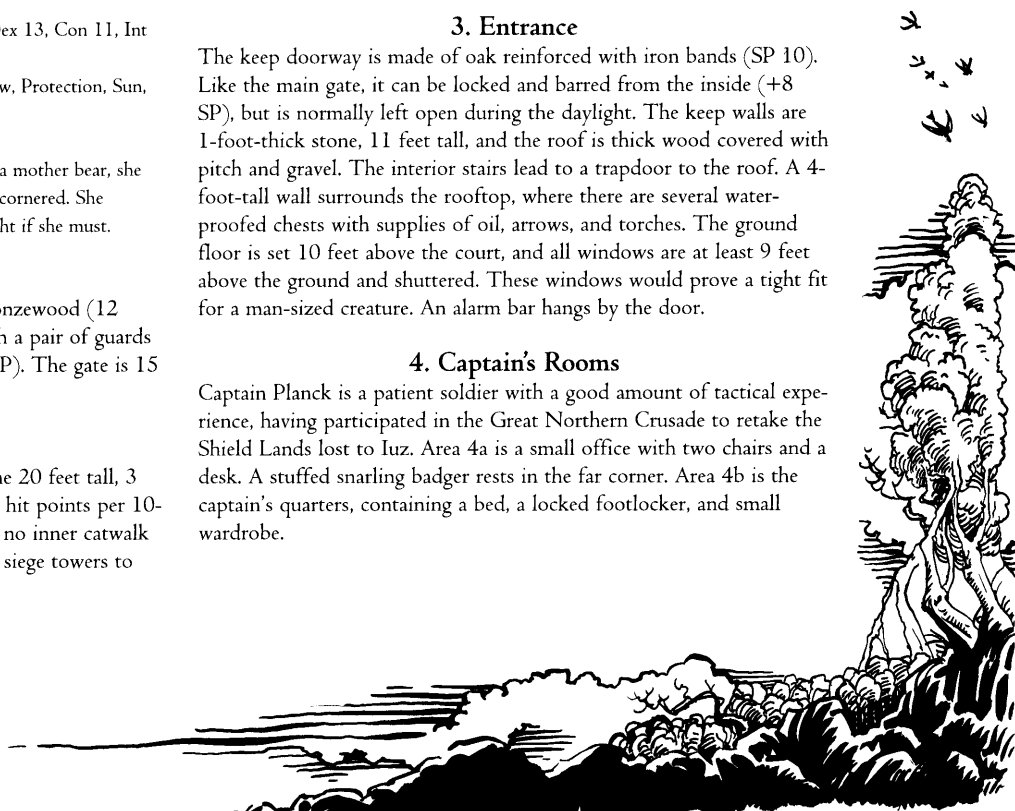 ex 13, Con 11, Int
w, Protection, Sun,
a mother bear, she
cornered. She
ht if she must.
onzewood (12
h a pair of guards
P). The gate is 15
ne 20 feet tall, 3
hit points per 10-
no inner catwalk
siege towers to
3. Entrance
The keep doorway is made of oak reinforced with iron bands (SP 10).
Like the main gate, it can be locked and barred from the inside (+8
SP), but is normally left open during the daylight. The keep walls are
1-foot-thick stone, 11 feet tall, and the roof is thick wood covered with
pitch and gravel. The interior stairs lead to a trapdoor to the roof. A 4-
foot-tall wall surrounds the rooftop, where there are several water-
proofed chests with supplies of oil, arrows, and torches. The ground
floor is set 10 feet above the court, and all windows are at least 9 feet
above the ground and shuttered. These windows would prove a tight fit
for a man-sized creature. An alarm bar hangs by the door.
4. Captain's Rooms
Captain Planck is a patient soldier with a good amount of tactical expe-
rience, having participated in the Great Northern Crusade to retake the
Shield Lands lost to Iuz. Area 4a is a small office with two chairs and a
desk. A stuffed snarling badger rests in the far corner. Area 4b is the
captain's quarters, containing a bed, a locked footlocker, and small
wardrobe.